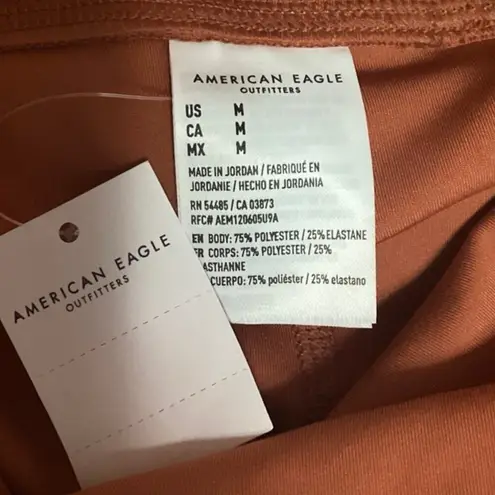 AMERICAN EAGLE
OUTFITTERS
US M
CA M
MX M
MADE IN JORDAN / FABRIQUÉ EN
JORDANIE / HECHO EN JORDANIA
RN 54485 / CA 03873
RFC# AEM120605U9A
EN BODY: 75% POLYESTER / 25% ELASTANE
CORPS: 75% POLYESTER / 25%
CUERPO: 75% poliéster / 25% elastano
AMERICAN EAGLE
OUTFITTERS